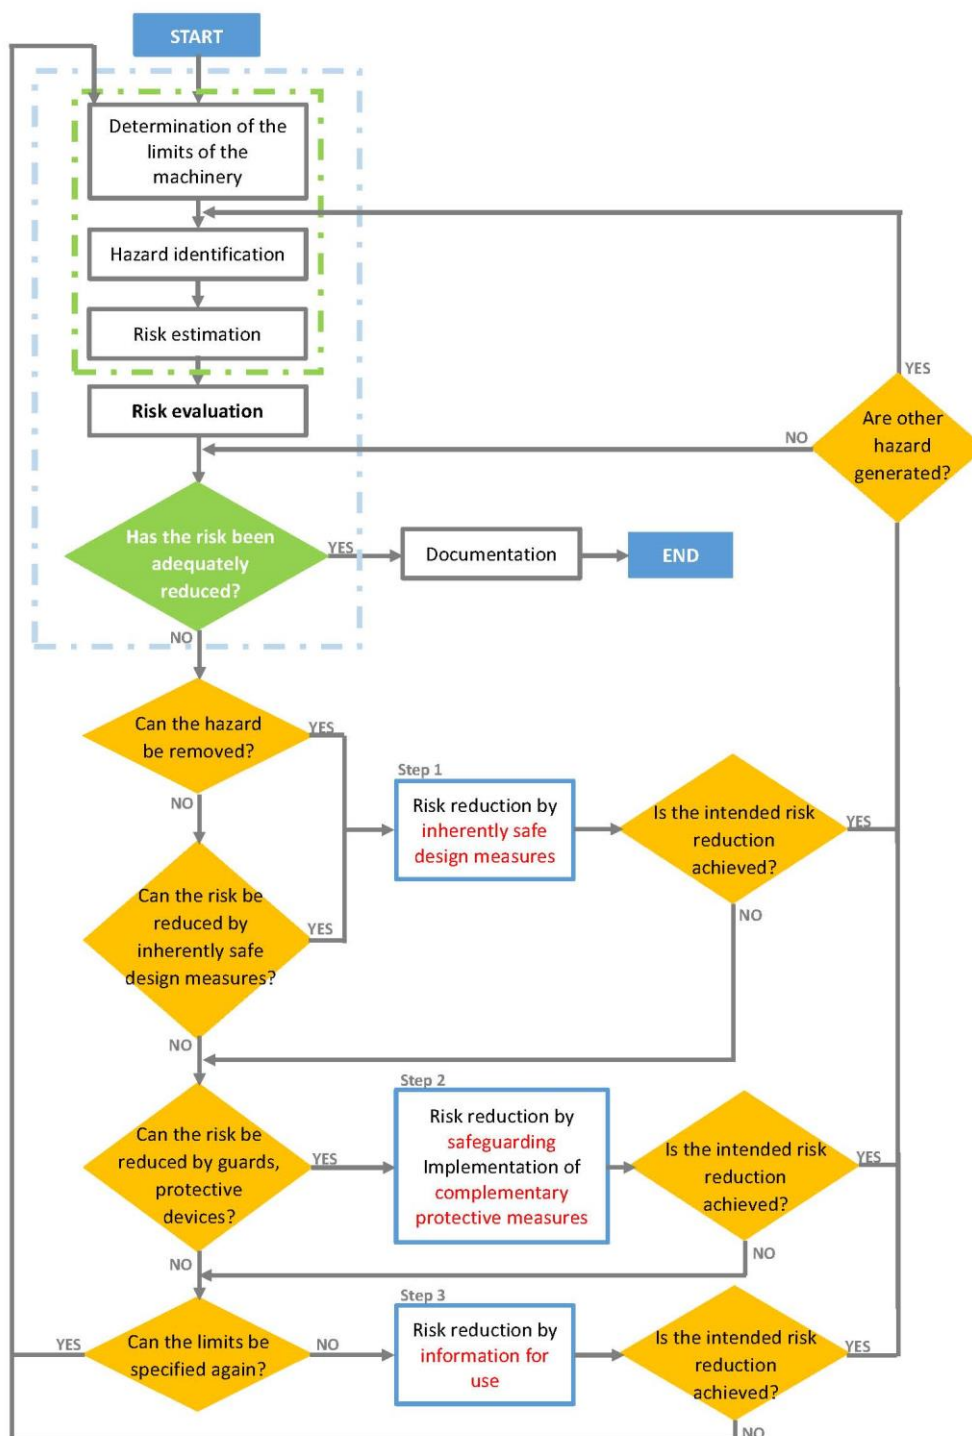 START
Determination of the
limits of the
machinery
Hazard identification
Risk estimation
Risk evaluation
YES
Are other
hazard
generated?
NO
Has the risk been
adequately
reduced?
YES
Documentation
END
NO
Can the hazard
be removed?
YES
NO
Step 1
Risk reduction by
inherently safe
design measures
Is the intended risk
reduction
achieved?
YES
NO
Can the risk be
reduced by
inherently safe
design measures?
YES
NO
Step 2
Can the risk be
reduced by guards,
protective
devices?
YES
Risk reduction by
safeguarding
Implementation of
complementary
protective measures
Is the intended risk
reduction
achieved?
YES
NO
NO
Step 3
YES
Can the limits be
specified again?
NO
Risk reduction by
information for
use
Is the intended risk
reduction
achieved?
YES
NO